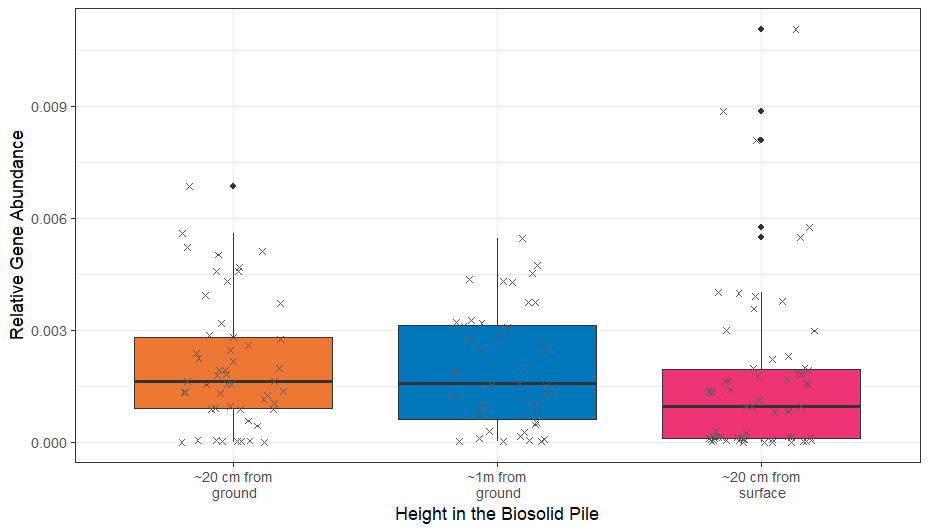 Relative Gene Abundance
0.009
0.006
0.003
0.000
~20 cm from
ground
~1m from
ground
~20 cm from
surface
Height in the Biosolid Pile